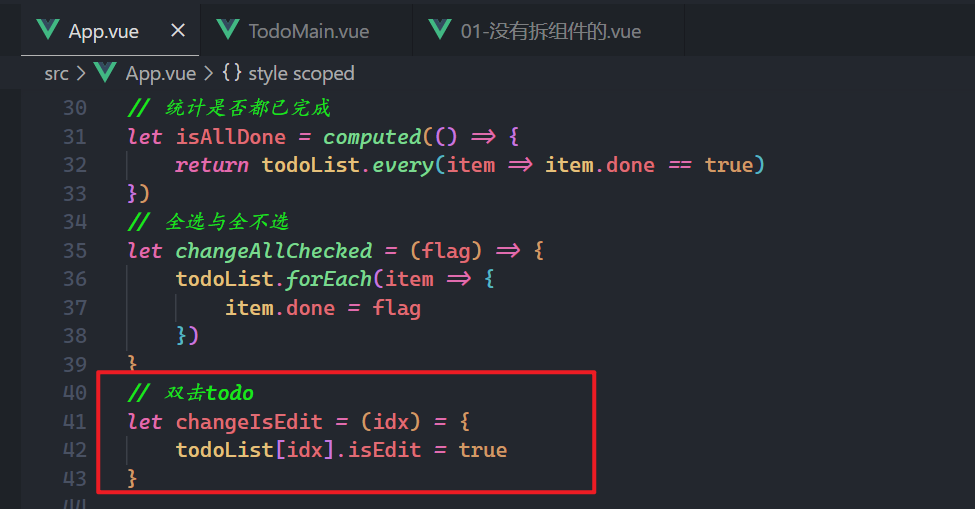 App.vue
TodoMain.vue
01-没有拆组件的.vue
src > App.vue > {} style scoped
30 // 统计是否都已完成
31 let isAllDone = computed(() => {
32 return todoList.every(item => item.done == true)
33 })
34 // 全选与全不选
35 let changeAllChecked = (flag) => {
36 todoList.forEach(item => {
37 item.done = flag
38 })
39 }
40 // 双击todo
41 let changeIsEdit = (idx) = {
42 todoList[idx].isEdit = true
43 }
44